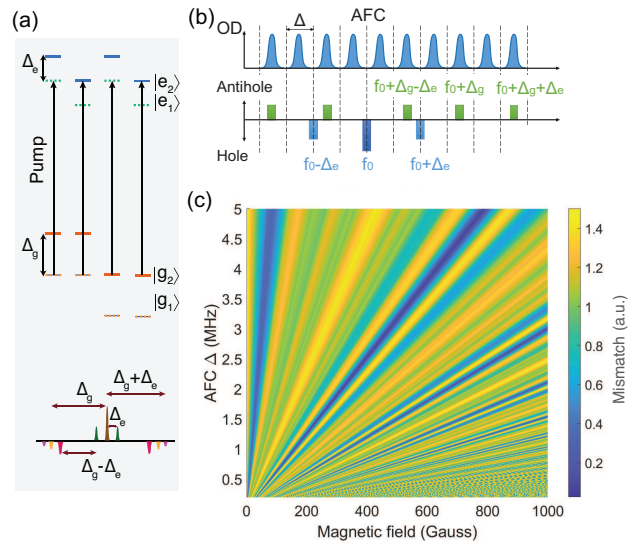 (a)
Δe
|e2⟩
|e1⟩
Pump
Δg
|g2⟩
|g1⟩
Δg
Δg+Δe
Δe
Δg-Δe
(b)
AFC
OD
Δ
Antihole
f0+Δg-Δe f0+Δg f0+Δg+Δe
Hole
f0-Δe f0 f0+Δe
(c)
AFC Δ (MHz)
5
4.5
4
3.5
3
2.5
2
1.5
1
0.5
0 200 400 600 800 1000
Magnetic field (Gauss)
1.4
1.2
1
0.8
0.6
0.4
0.2
Mismatch (a.u.)